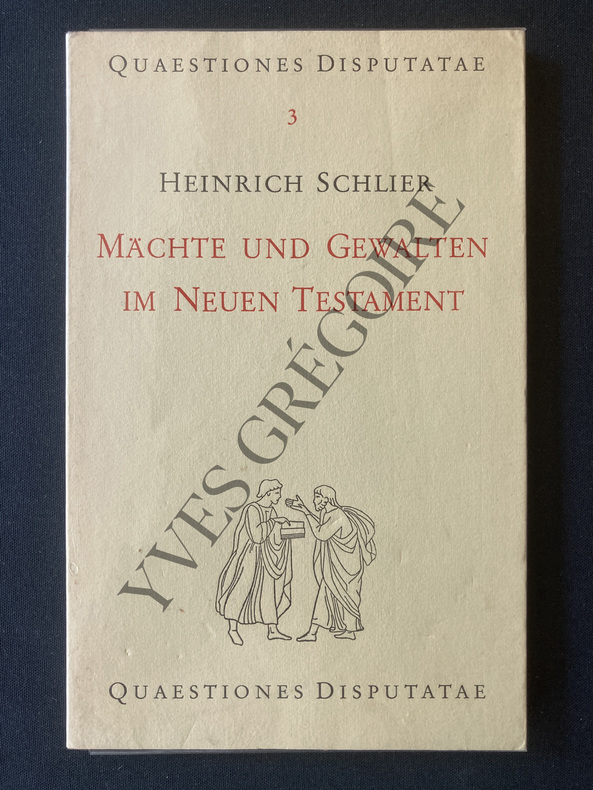 QUAESTIONES DISPUTATAE
3
HEINRICH SCHLIER
MÄCHTE UND GEWALTEN
IM NEUEN TESTAMENT
YVES GRÉGOIRE
QUAESTIONES DISPUTATAE